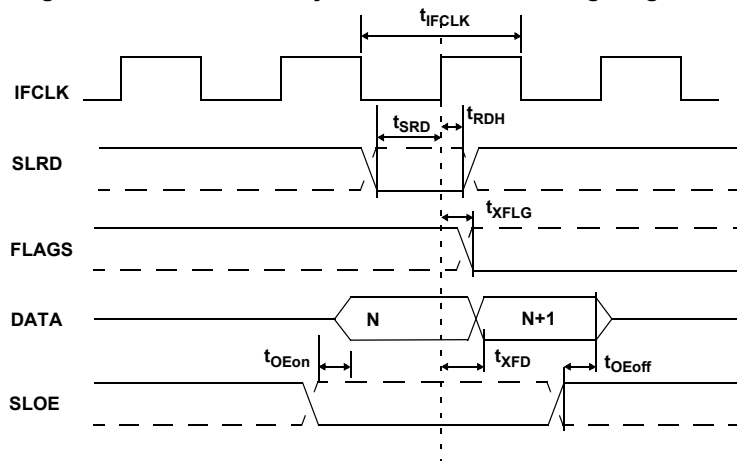 tIFCLK
IFCLK
tSRD
tRDH
SLRD
tXFLG
FLAGS
DATA
N
N+1
tOEon
tXFD
tOEoff
SLOE